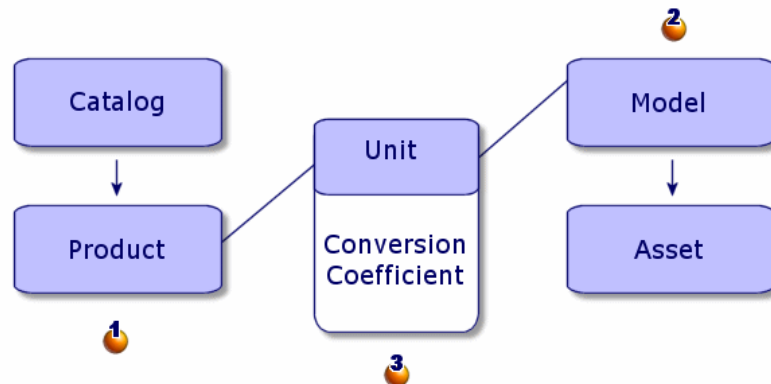 2
Catalog
Model
Unit
Product
Conversion
Coefficient
Asset
1
3